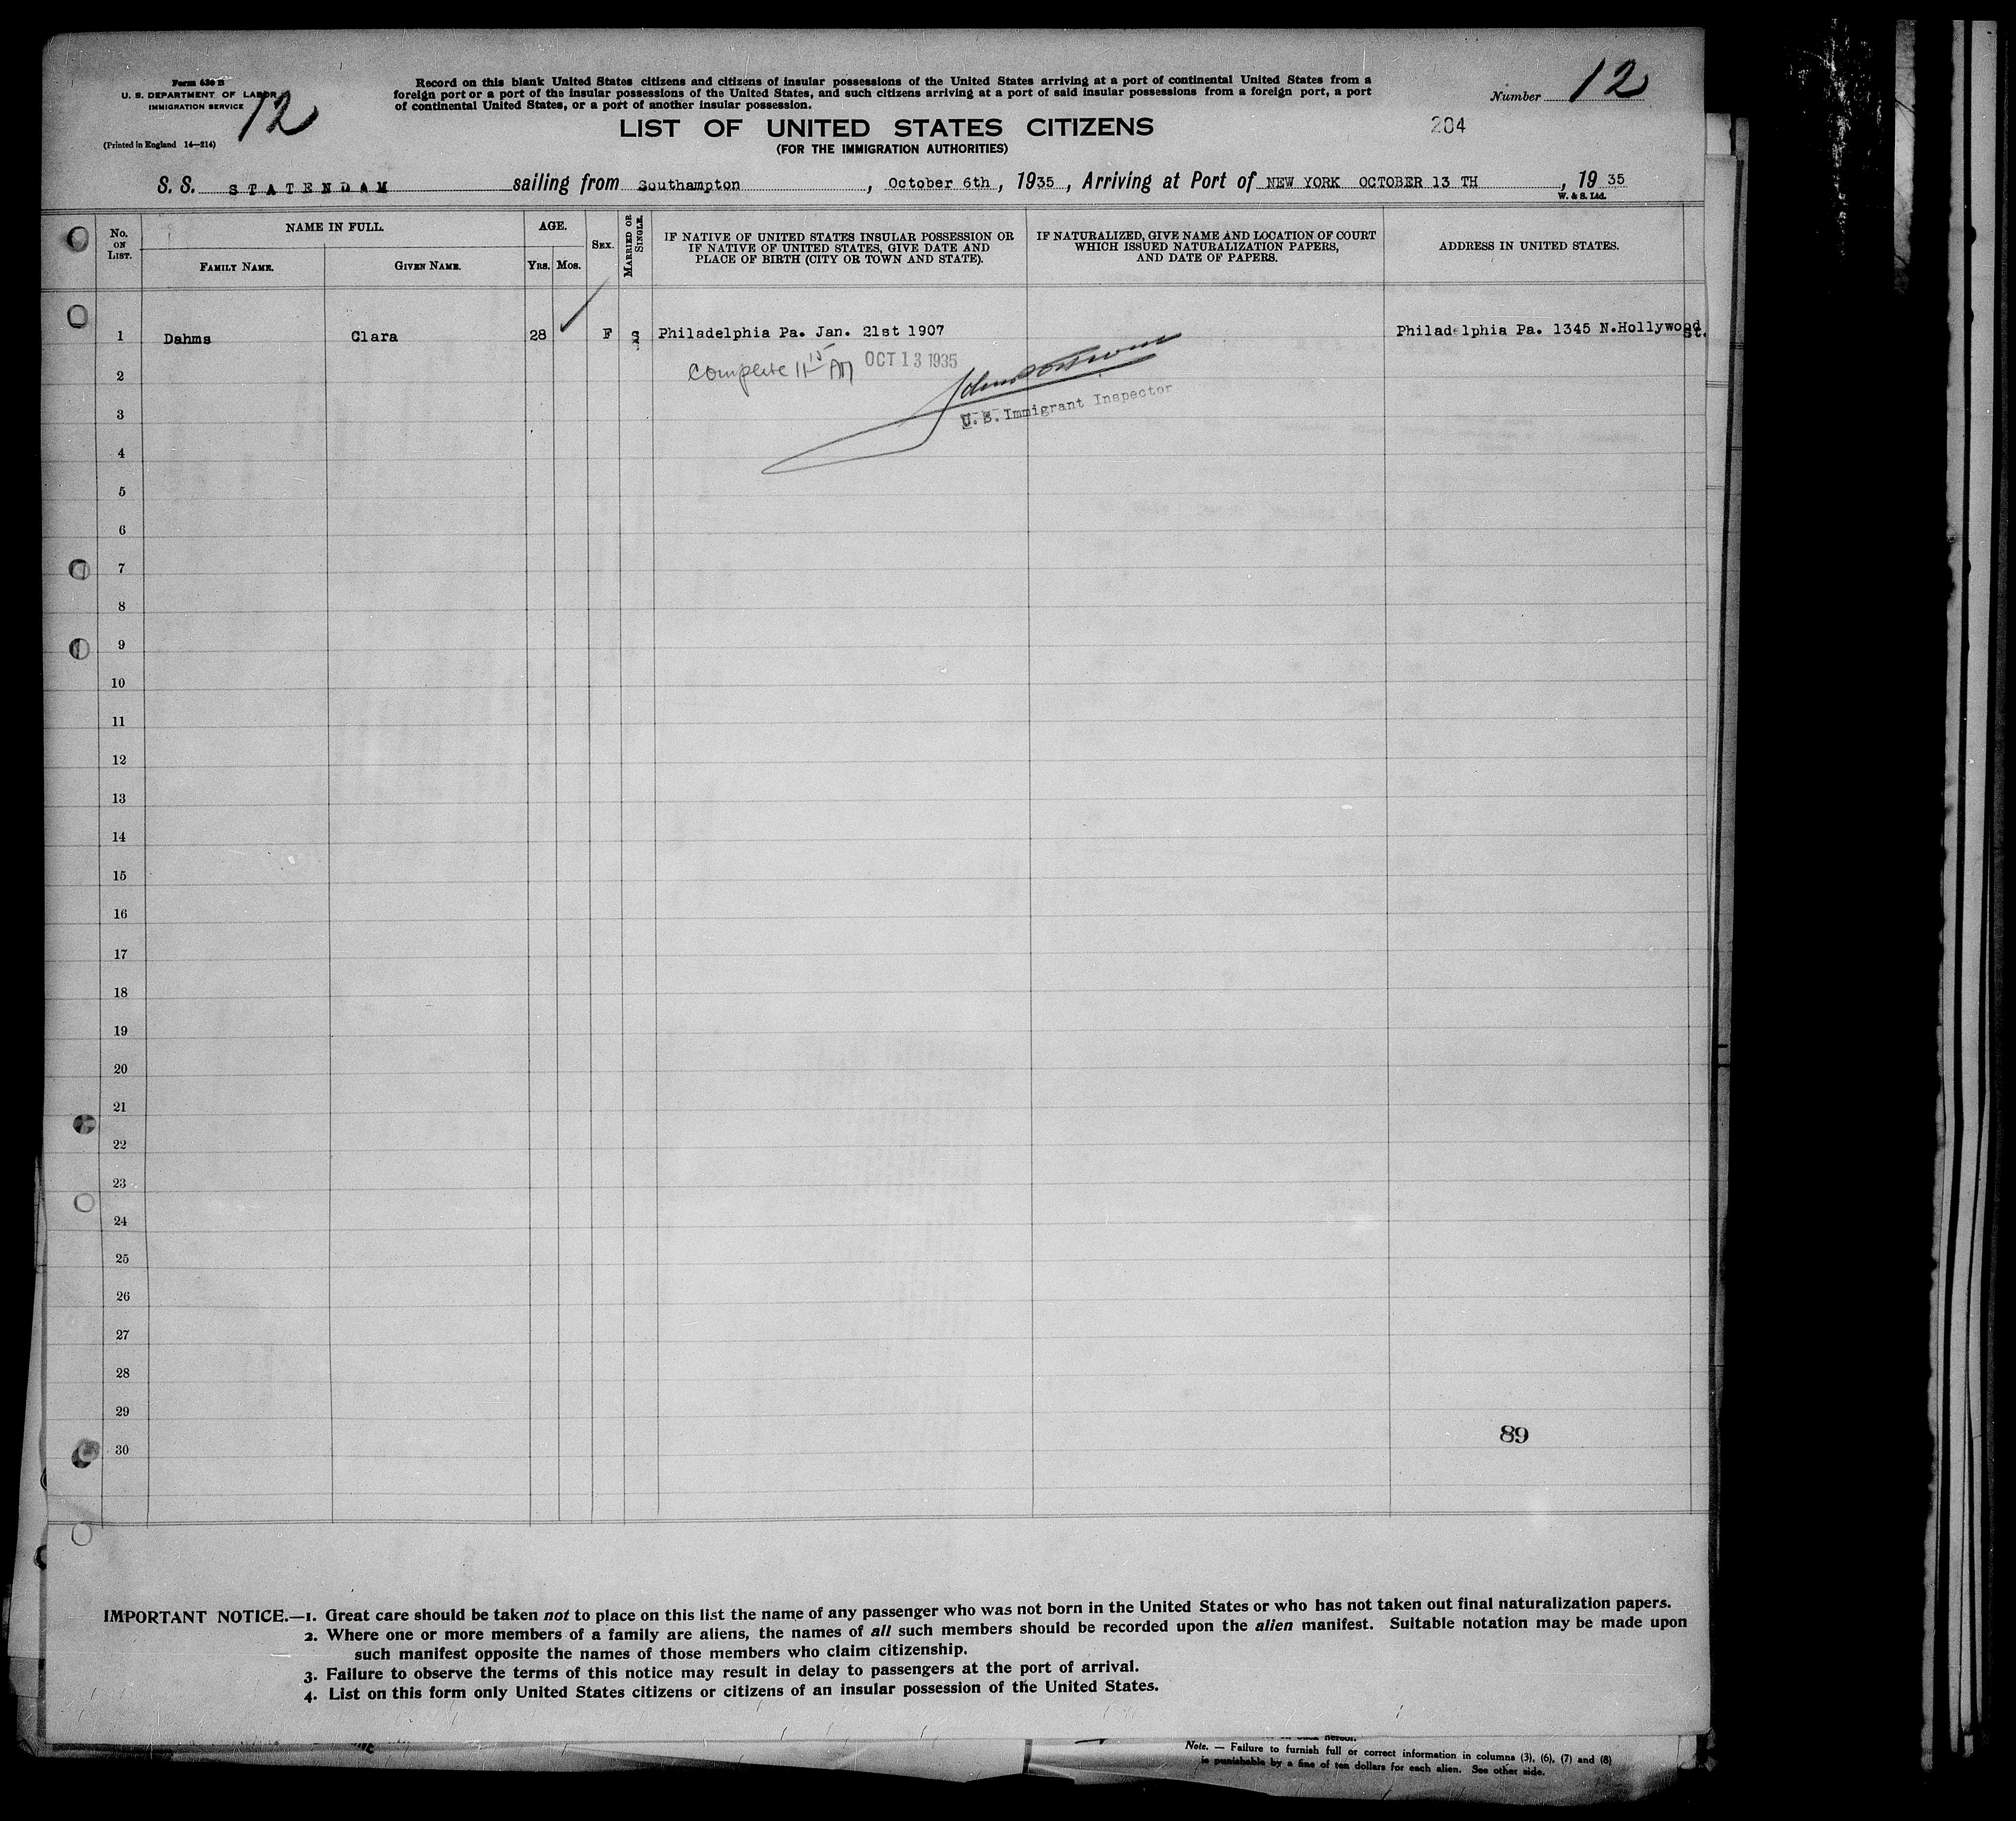 Form 630 B
U. S. DEPARTMENT OF LABOR
IMMIGRATION SERVICE
12
(Printed in England 14—214)
Record on this blank United States citizens and citizens of insular possessions of the United States arriving at a port of continental United States from a
foreign port or a port of the insular possessions of the United States, and such citizens arriving at a port of said insular possessions from a foreign port, a port
of continental United States, or a port of another insular possession.
Number 12
LIST OF UNITED STATES CITIZENS
204
(FOR THE IMMIGRATION AUTHORITIES)
S. S. STATENDAM sailing from Southampton, October 6th, 1935, Arriving at Port of NEW YORK OCTOBER 13 TH, 19 35
W. & S. Ltd.
No. ON LIST.
NAME IN FULL.
FAMILY NAME.
GIVEN NAME.
AGE.
YRS. MOS.
SEX.
MARRIED OR SINGLE.
IF NATIVE OF UNITED STATES INSULAR POSSESSION OR
IF NATIVE OF UNITED STATES, GIVE DATE AND
PLACE OF BIRTH (CITY OR TOWN AND STATE).
IF NATURALIZED, GIVE NAME AND LOCATION OF COURT
WHICH ISSUED NATURALIZATION PAPERS,
AND DATE OF PAPERS.
ADDRESS IN UNITED STATES.
1 Dahms Clara 28 F S Philadelphia Pa. Jan. 21st 1907 Philadelphia Pa. 1345 N.Hollywood St.
2 Complete 11 15 AM OCT 13 1935
3 U. S. Immigrant Inspector
4
5
6
7
8
9
10
11
12
13
14
15
16
17
18
19
20
21
22
23
24
25
26
27
28
29
89
30
IMPORTANT NOTICE.—1. Great care should be taken not to place on this list the name of any passenger who was not born in the United States or who has not taken out final naturalization papers.
2. Where one or more members of a family are aliens, the names of all such members should be recorded upon the alien manifest. Suitable notation may be made upon
such manifest opposite the names of those members who claim citizenship.
3. Failure to observe the terms of this notice may result in delay to passengers at the port of arrival.
4. List on this form only United States citizens or citizens of an insular possession of the United States.
Note. — Failure to furnish full or correct information in columns (3), (6), (7) and (8)
is punishable by a fine of ten dollars for each alien. See other side.